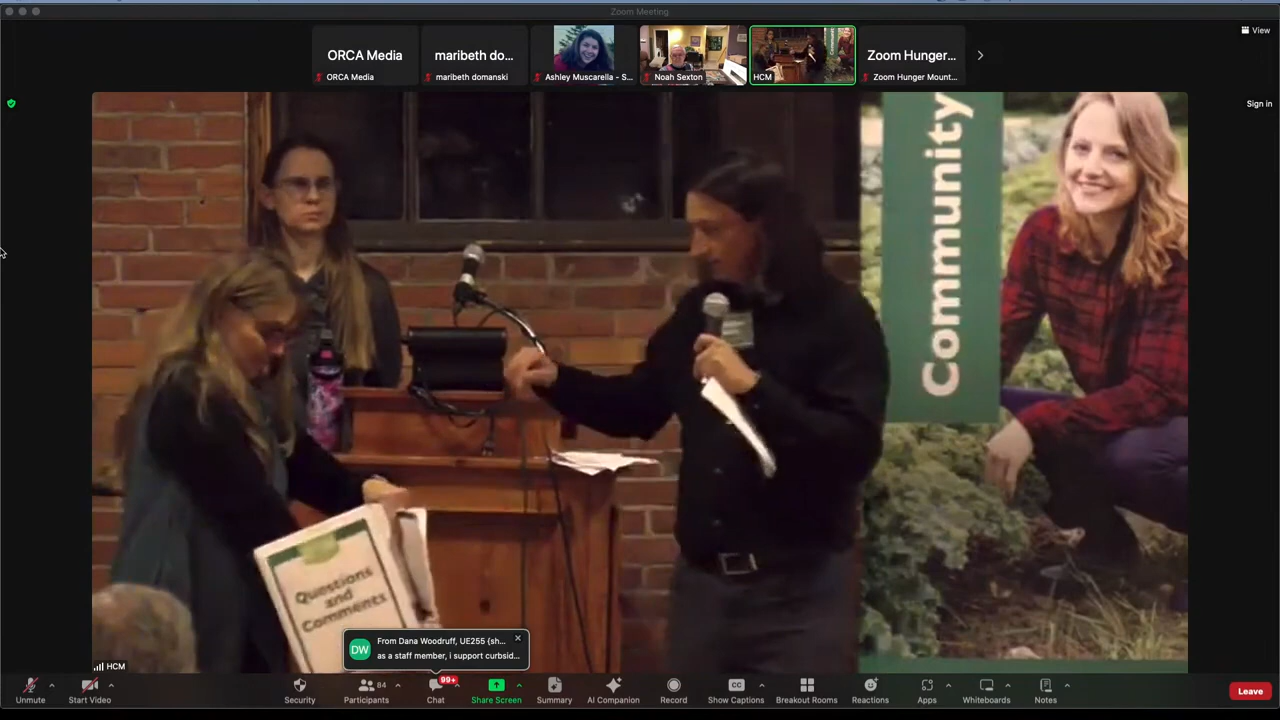 Zoom Meeting
View
ORCA Media
maribeth do...
Zoom Hunger...
ORCA Media
maribeth domanski
Ashley Muscarella - S...
Noah Sexton
HCM
Zoom Hunger Mount...
Sign in
Community
Questions
and
Comments
DW
From Dana Woodruff, UE255 (sh...
as a staff member, i support curbsid...
HCM
Unmute
Start Video
Security
84
Participants
99+
Chat
Share Screen
Summary
AI Companion
Record
CC
Show Captions
Breakout Rooms
Reactions
Apps
Whiteboards
Notes
Leave